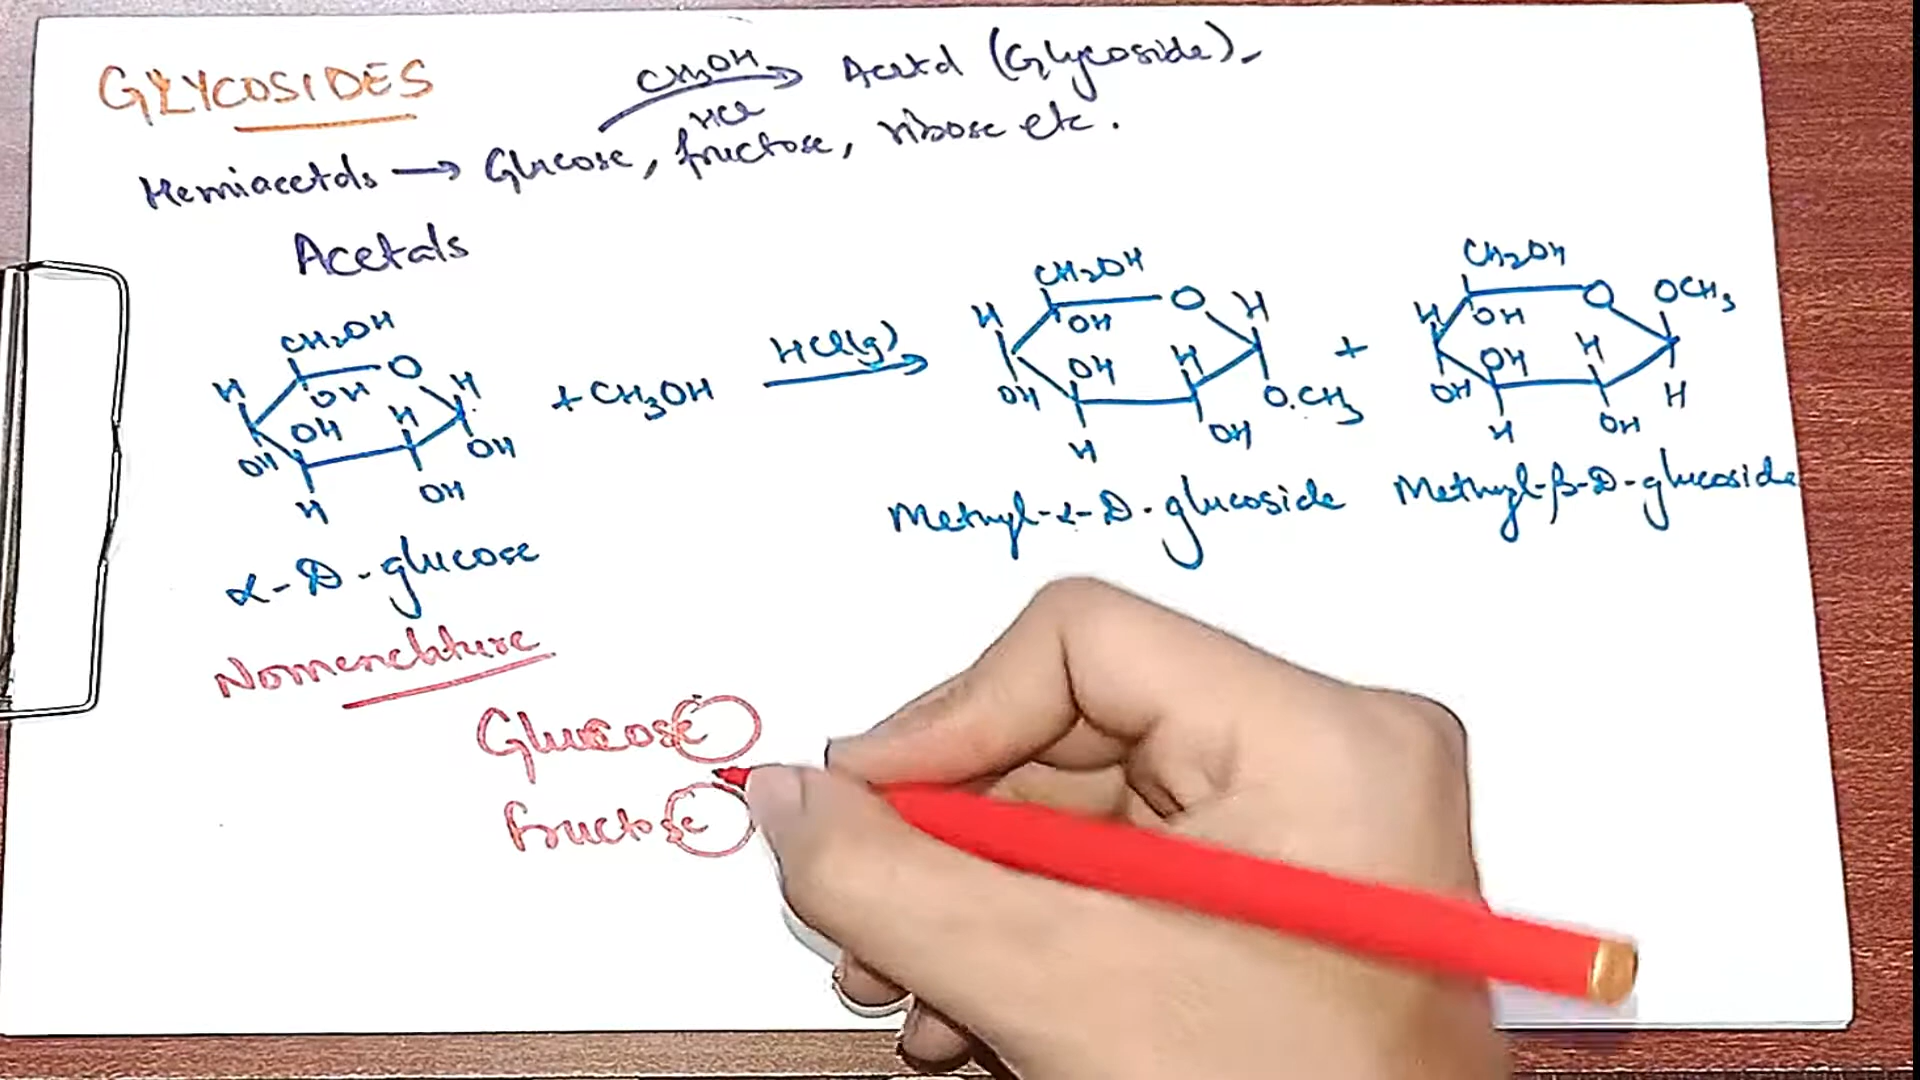 GLYCOSIDES
CH3OH
HCl
Acetal (Glycoside).
Hemiacetals → Glucose, fructose, ribose etc.
Acetals
CH2OH
O
H
OH
H
OH
H
OH
OH
H
OH
α-D-glucose
+ CH3OH
HCl(g)
CH2OH
O
H
H
OH
OH
H
OH
O.CH3
OH
H
Methyl-α-D-glucoside
+
CH2OH
O
OCH3
H
OH
OH
H
OH
H
OH
H
Methyl-β-D-glucoside
Nomenclature
Glucose
fructose